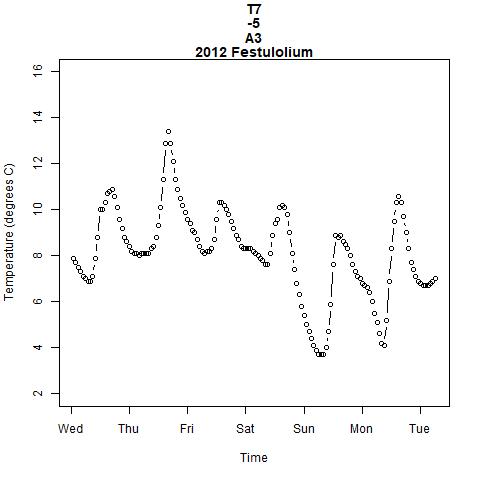 T7
-5
A3
2012 Festulolium
Temperature (degrees C)
16
14
12
10
8
6
4
2
Wed Thu Fri Sat Sun Mon Tue
Time